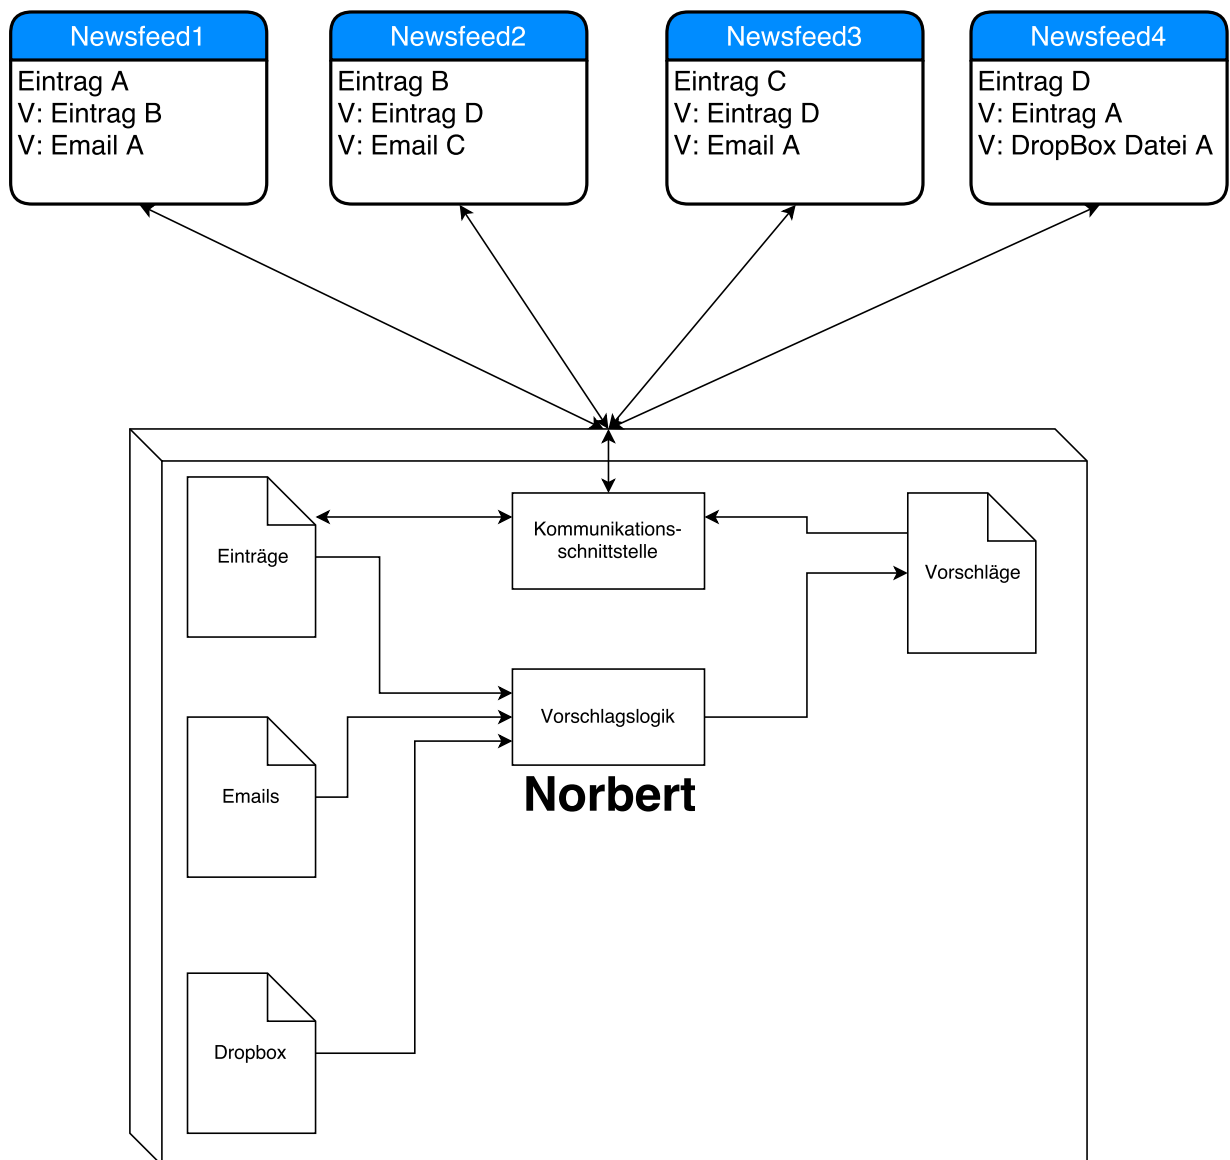 Newsfeed1
Eintrag A
V: Eintrag B
V: Email A
Newsfeed2
Eintrag B
V: Eintrag D
V: Email C
Newsfeed3
Eintrag C
V: Eintrag D
V: Email A
Newsfeed4
Eintrag D
V: Eintrag A
V: DropBox Datei A
Einträge
Kommunikations-
schnittstelle
Vorschläge
Vorschlagslogik
Norbert
Emails
Dropbox